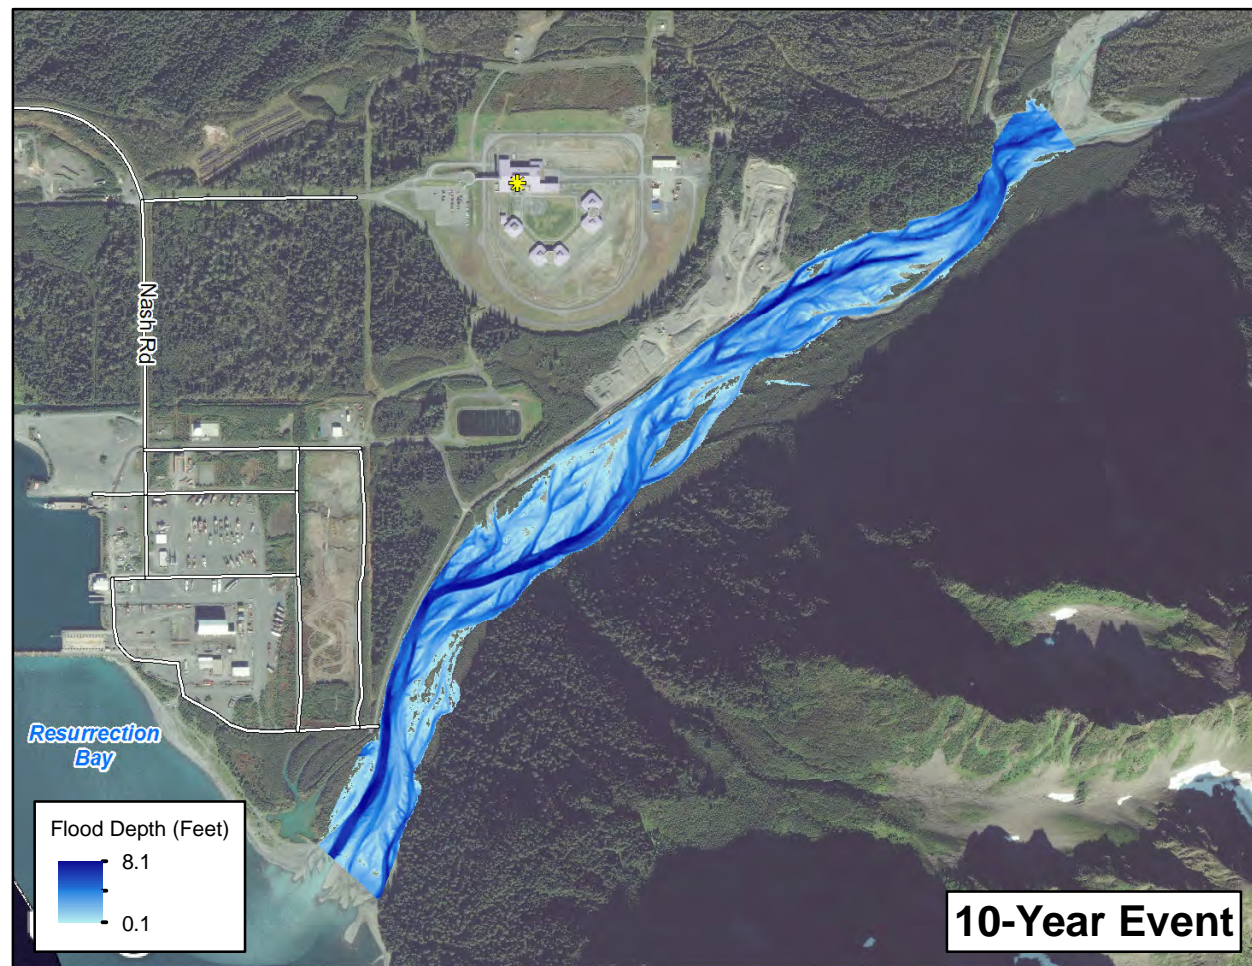 Nash Rd
Resurrection
Bay
Flood Depth (Feet)
8.1
0.1
10-Year Event